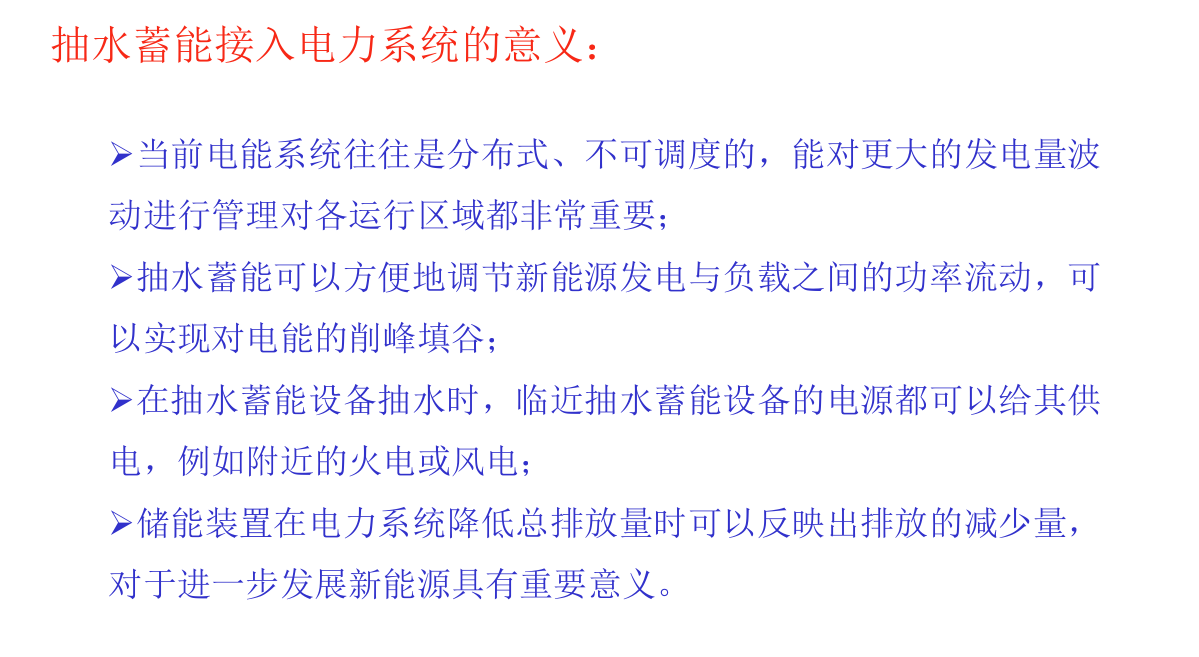 抽水蓄能接入电力系统的意义：
➢当前电能系统往往是分布式、不可调度的，能对更大的发电量波
动进行管理对各运行区域都非常重要；
➢抽水蓄能可以方便地调节新能源发电与负载之间的功率流动，可
以实现对电能的削峰填谷；
➢在抽水蓄能设备抽水时，临近抽水蓄能设备的电源都可以给其供
电，例如附近的火电或风电；
➢储能装置在电力系统降低总排放量时可以反映出排放的减少量，
对于进一步发展新能源具有重要意义。